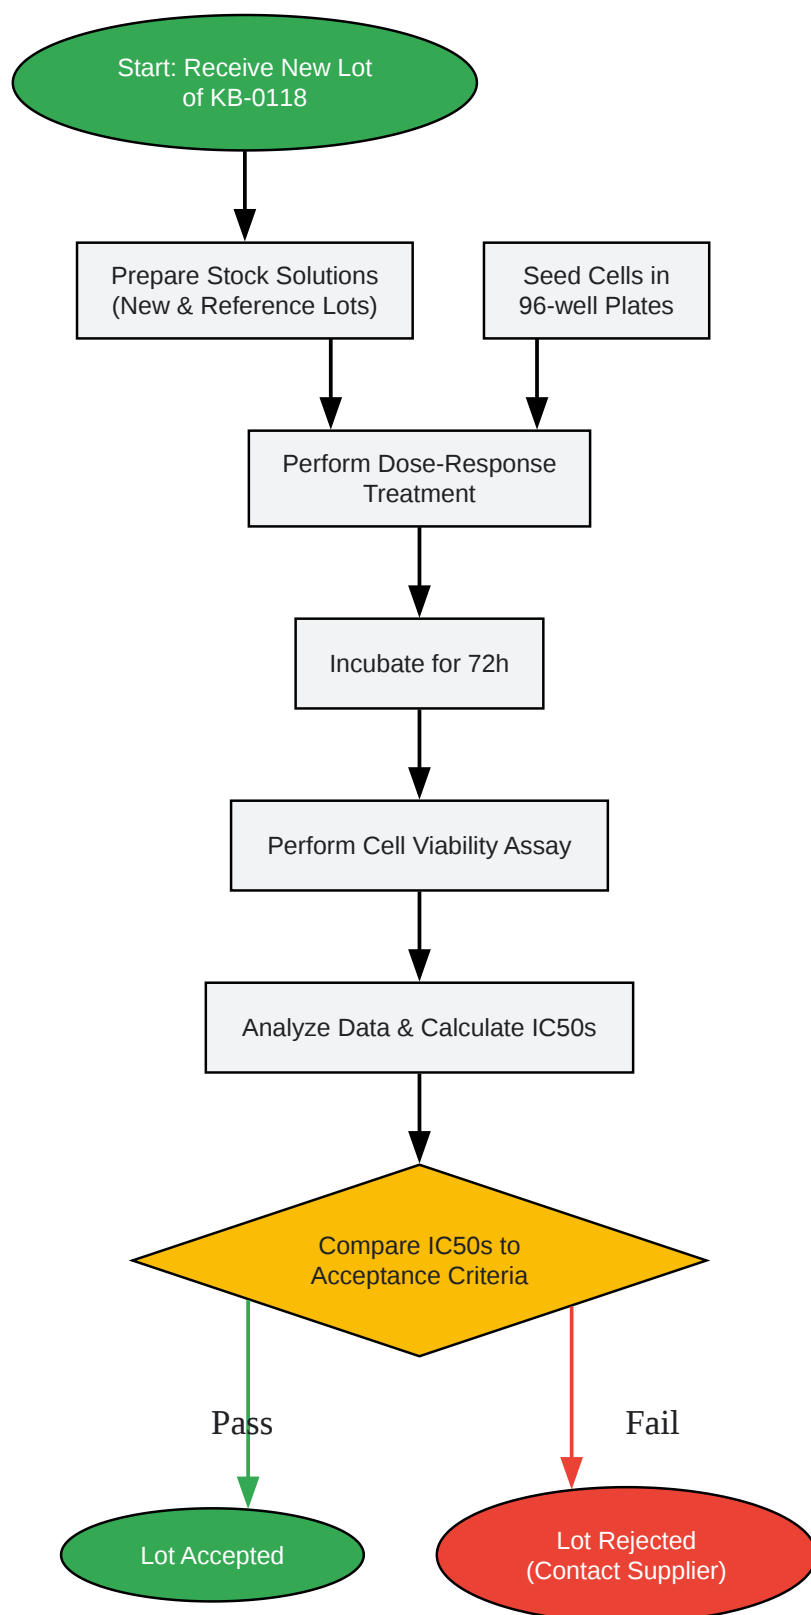 Start: Receive New Lot
of KB-0118
Prepare Stock Solutions
(New & Reference Lots)
Seed Cells in
96-well Plates
Perform Dose-Response
Treatment
Incubate for 72h
Perform Cell Viability Assay
Analyze Data & Calculate IC50s
Compare IC50s to
Acceptance Criteria
Pass
Fail
Lot Accepted
Lot Rejected
(Contact Supplier)